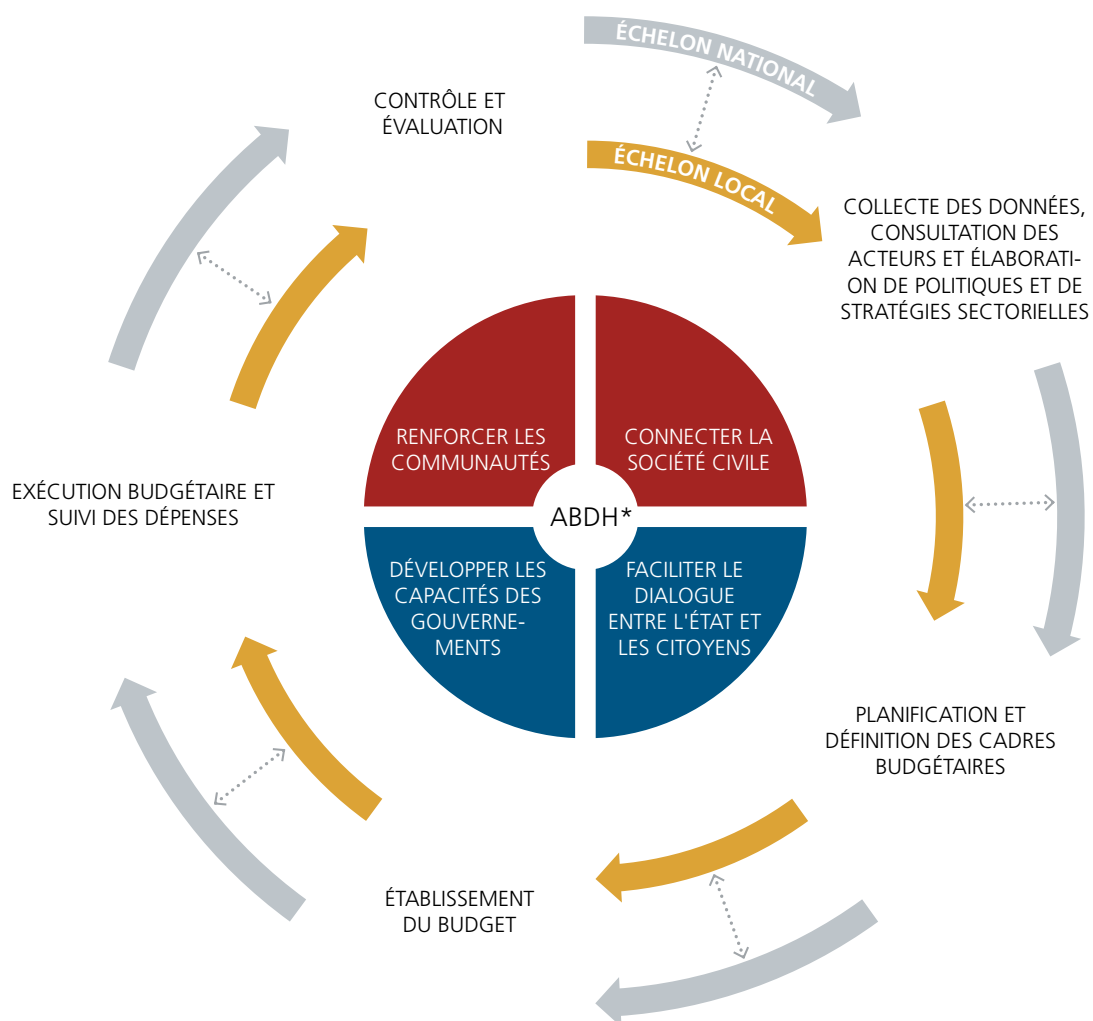 ÉCHELON NATIONAL
ÉCHELON LOCAL
CONTRÔLE ET
ÉVALUATION
COLLECTE DES DONNÉES,
CONSULTATION DES
ACTEURS ET ÉLABORATI-
ON DE POLITIQUES ET DE
STRATÉGIES SECTORIELLES
RENFORCER LES
COMMUNAUTÉS
CONNECTER LA
SOCIÉTÉ CIVILE
EXÉCUTION BUDGÉTAIRE ET
SUIVI DES DÉPENSES
ABDH*
DÉVELOPPER LES
CAPACITÉS DES
GOUVERNE-
MENTS
FACILITER LE
DIALOGUE
ENTRE L'ÉTAT ET
LES CITOYENS
PLANIFICATION ET
DÉFINITION DES CADRES
BUDGÉTAIRES
ÉTABLISSEMENT
DU BUDGET